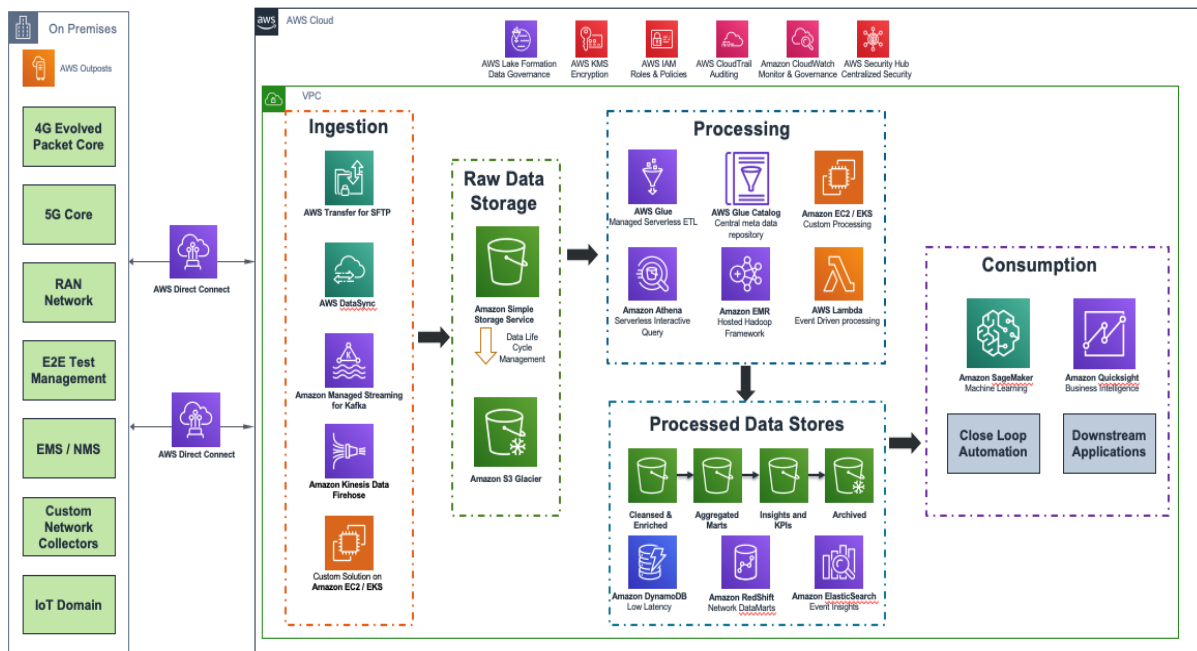 On Premises
AWS Outposts
4G Evolved
Packet Core
5G Core
RAN
Network
E2E Test
Management
EMS / NMS
Custom
Network
Collectors
IoT Domain
AWS Direct Connect
AWS Direct Connect
aws
AWS Cloud
AWS Lake Formation
Data Governance
AWS KMS
Encryption
AWS IAM
Roles & Policies
AWS CloudTrail
Auditing
Amazon CloudWatch
Monitor & Governance
AWS Security Hub
Centralized Security
VPC
Ingestion
AWS Transfer for SFTP
AWS DataSync
K
Amazon Managed Streaming
for Kafka
Amazon Kinesis Data
Firehose
Custom Solution on
Amazon EC2 / EKS
Raw Data
Storage
Amazon Simple
Storage Service
Data Life
Cycle
Management
Amazon S3 Glacier
Processing
AWS Glue
Managed Serverless ETL
AWS Glue Catalog
Central meta data
repository
Amazon EC2 / EKS
Custom Processing
Amazon Athena
Serverless Interactive
Query
Amazon EMR
Hosted Hadoop
Framework
AWS Lambda
Event Driven processing
Processed Data Stores
Cleansed &
Enriched
Aggregated
Marts
Insights and
KPIs
Archived
Amazon DynamoDB
Low Latency
Amazon RedShift
Network DataMarts
Amazon ElasticSearch
Event Insights
Consumption
Amazon SageMaker
Machine Learning
Amazon Quicksight
Business Intelligence
Close Loop
Automation
Downstream
Applications